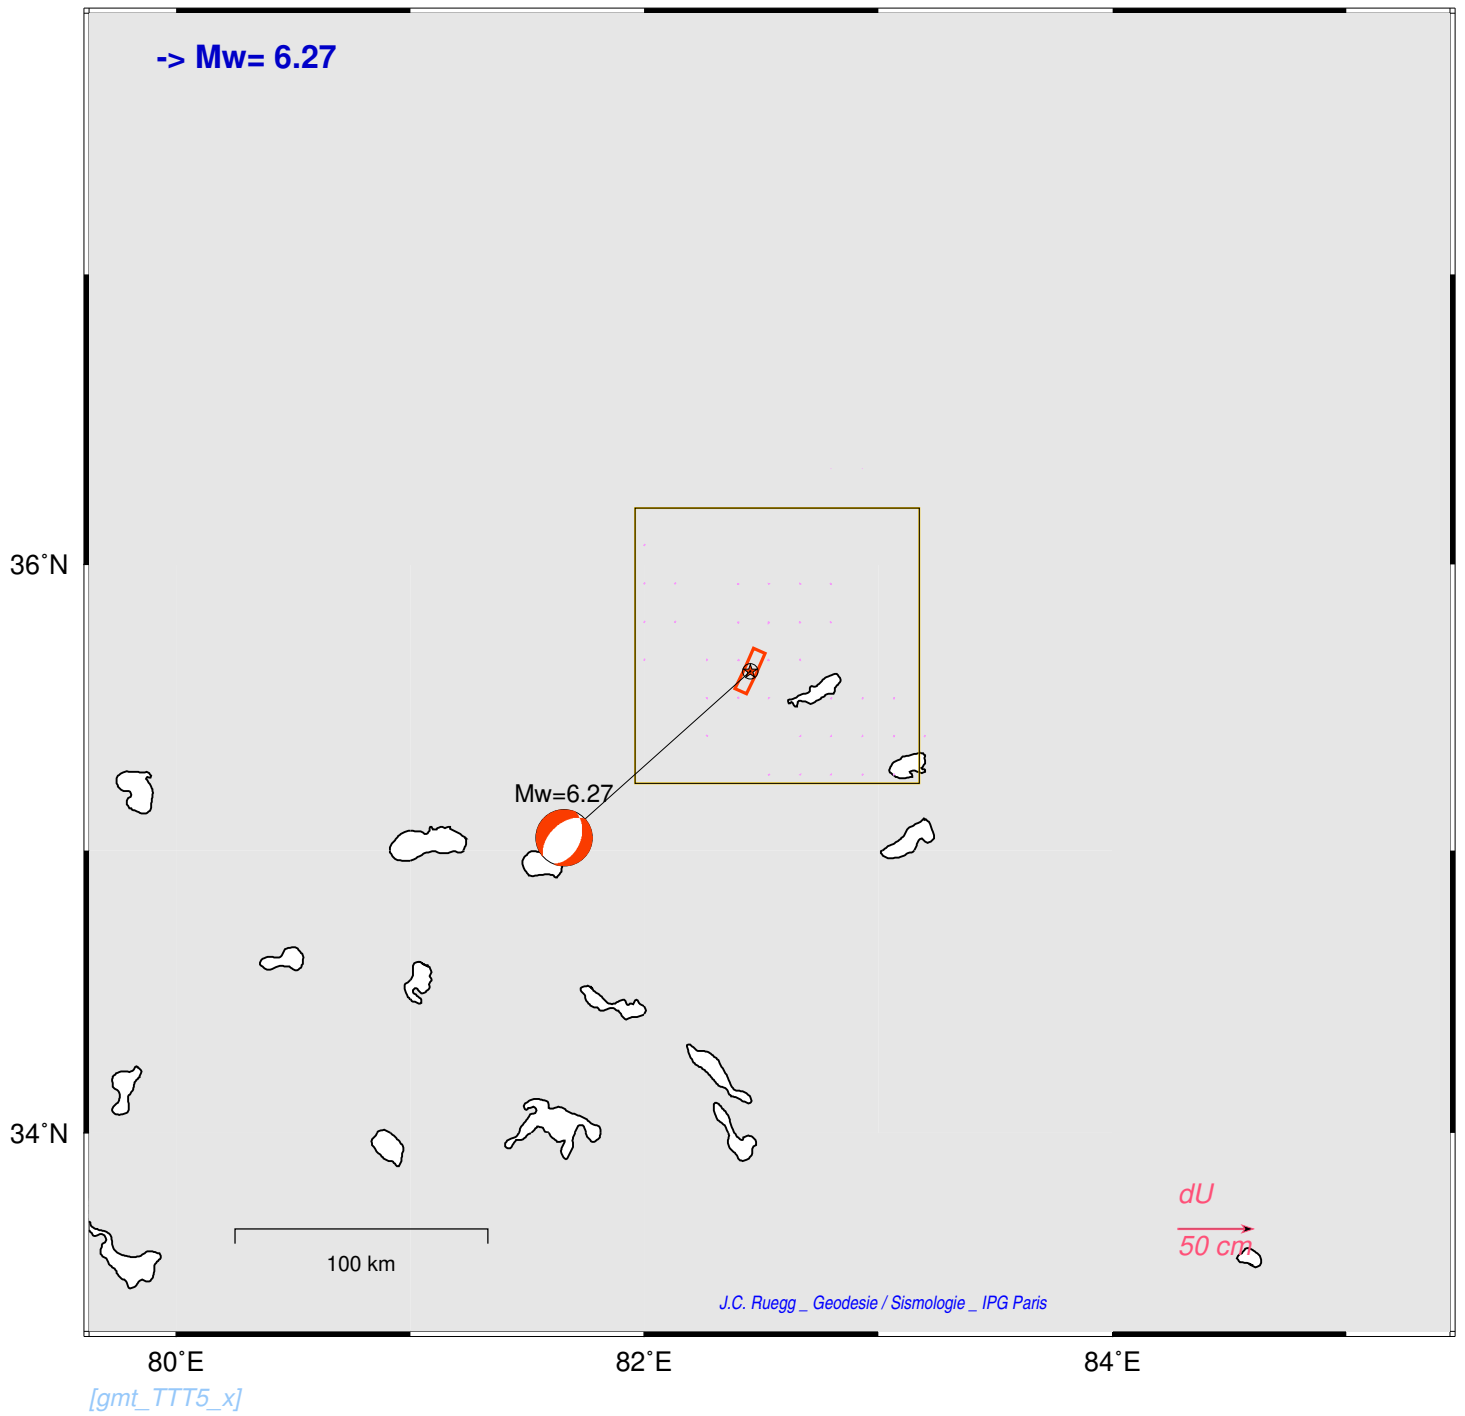 -> Mw= 6.27
36˚N
Mw=6.27
34˚N
dU
50 cm
100 km
J.C. Ruegg _ Geodesie / Sismologie _ IPG Paris
80˚E
82˚E
84˚E
[gmt_TTT5_x]